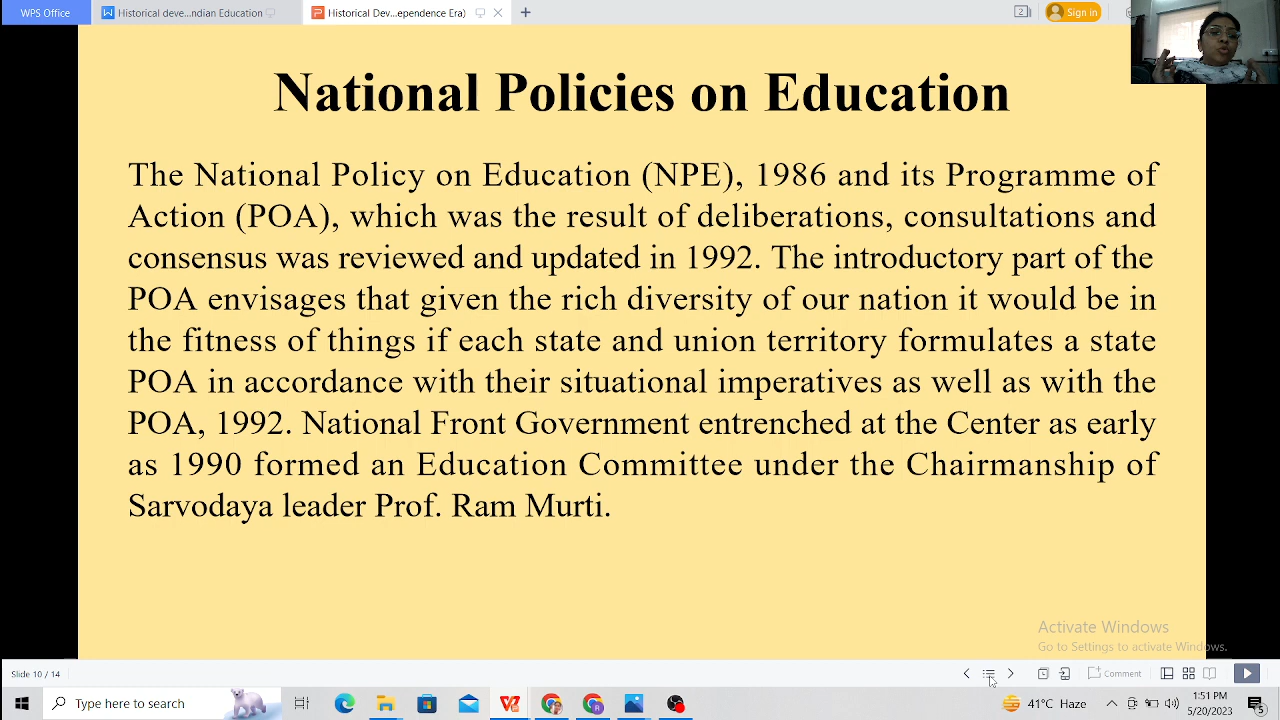 WPS Office
Historical deve...ndian Education
Historical Dev...ependence Era)
2
Sign in
National Policies on Education
The National Policy on Education (NPE), 1986 and its Programme of
Action (POA), which was the result of deliberations, consultations and
consensus was reviewed and updated in 1992. The introductory part of the
POA envisages that given the rich diversity of our nation it would be in
the fitness of things if each state and union territory formulates a state
POA in accordance with their situational imperatives as well as with the
POA, 1992. National Front Government entrenched at the Center as early
as 1990 formed an Education Committee under the Chairmanship of
Sarvodaya leader Prof. Ram Murti.
Activate Windows
Go to Settings to activate Windows.
Slide 10 / 14
Comment
Type here to search
41°C Haze
1:51 PM
5/20/2023
5